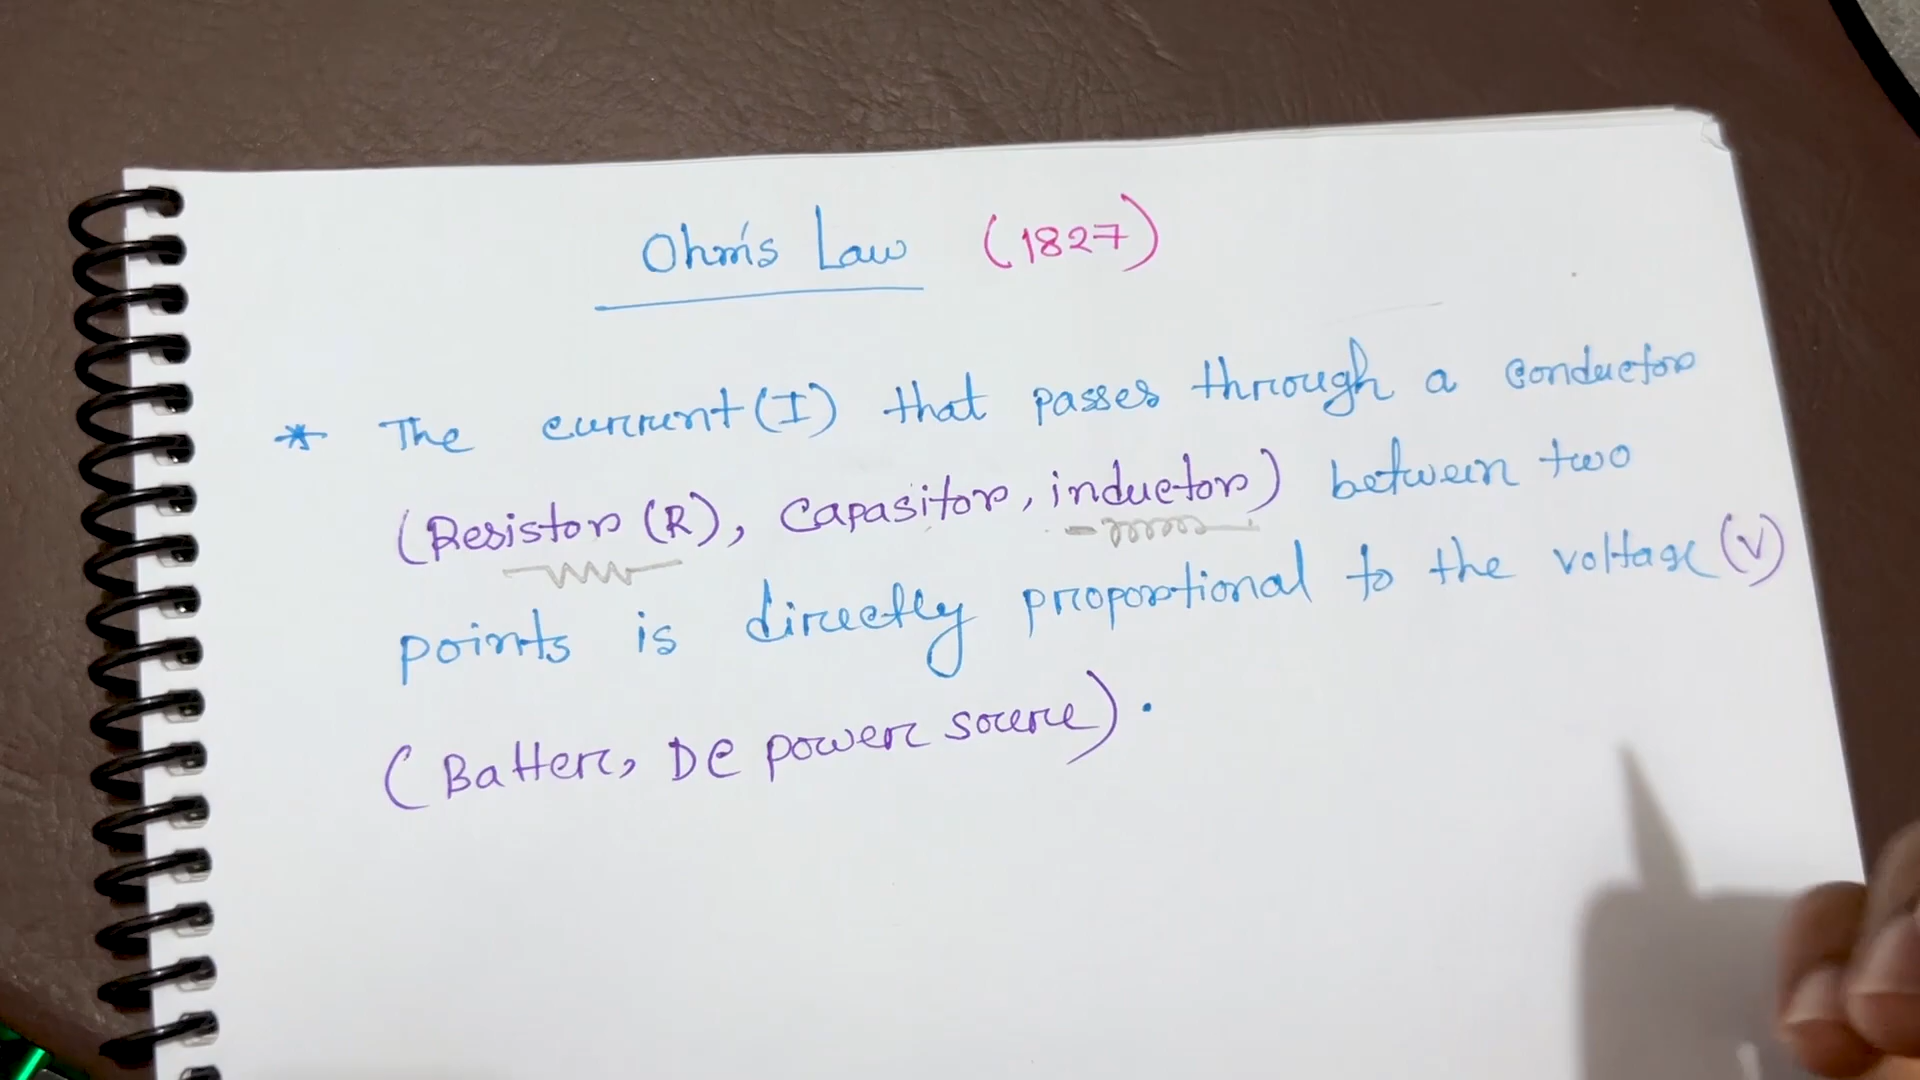 Ohm's Law (1827)
* The current (I) that passes through a conductor
(Resistor (R), Capasitor, inductor) between two
points is directly proportional to the voltage (V)
(Batterr, DC power source).